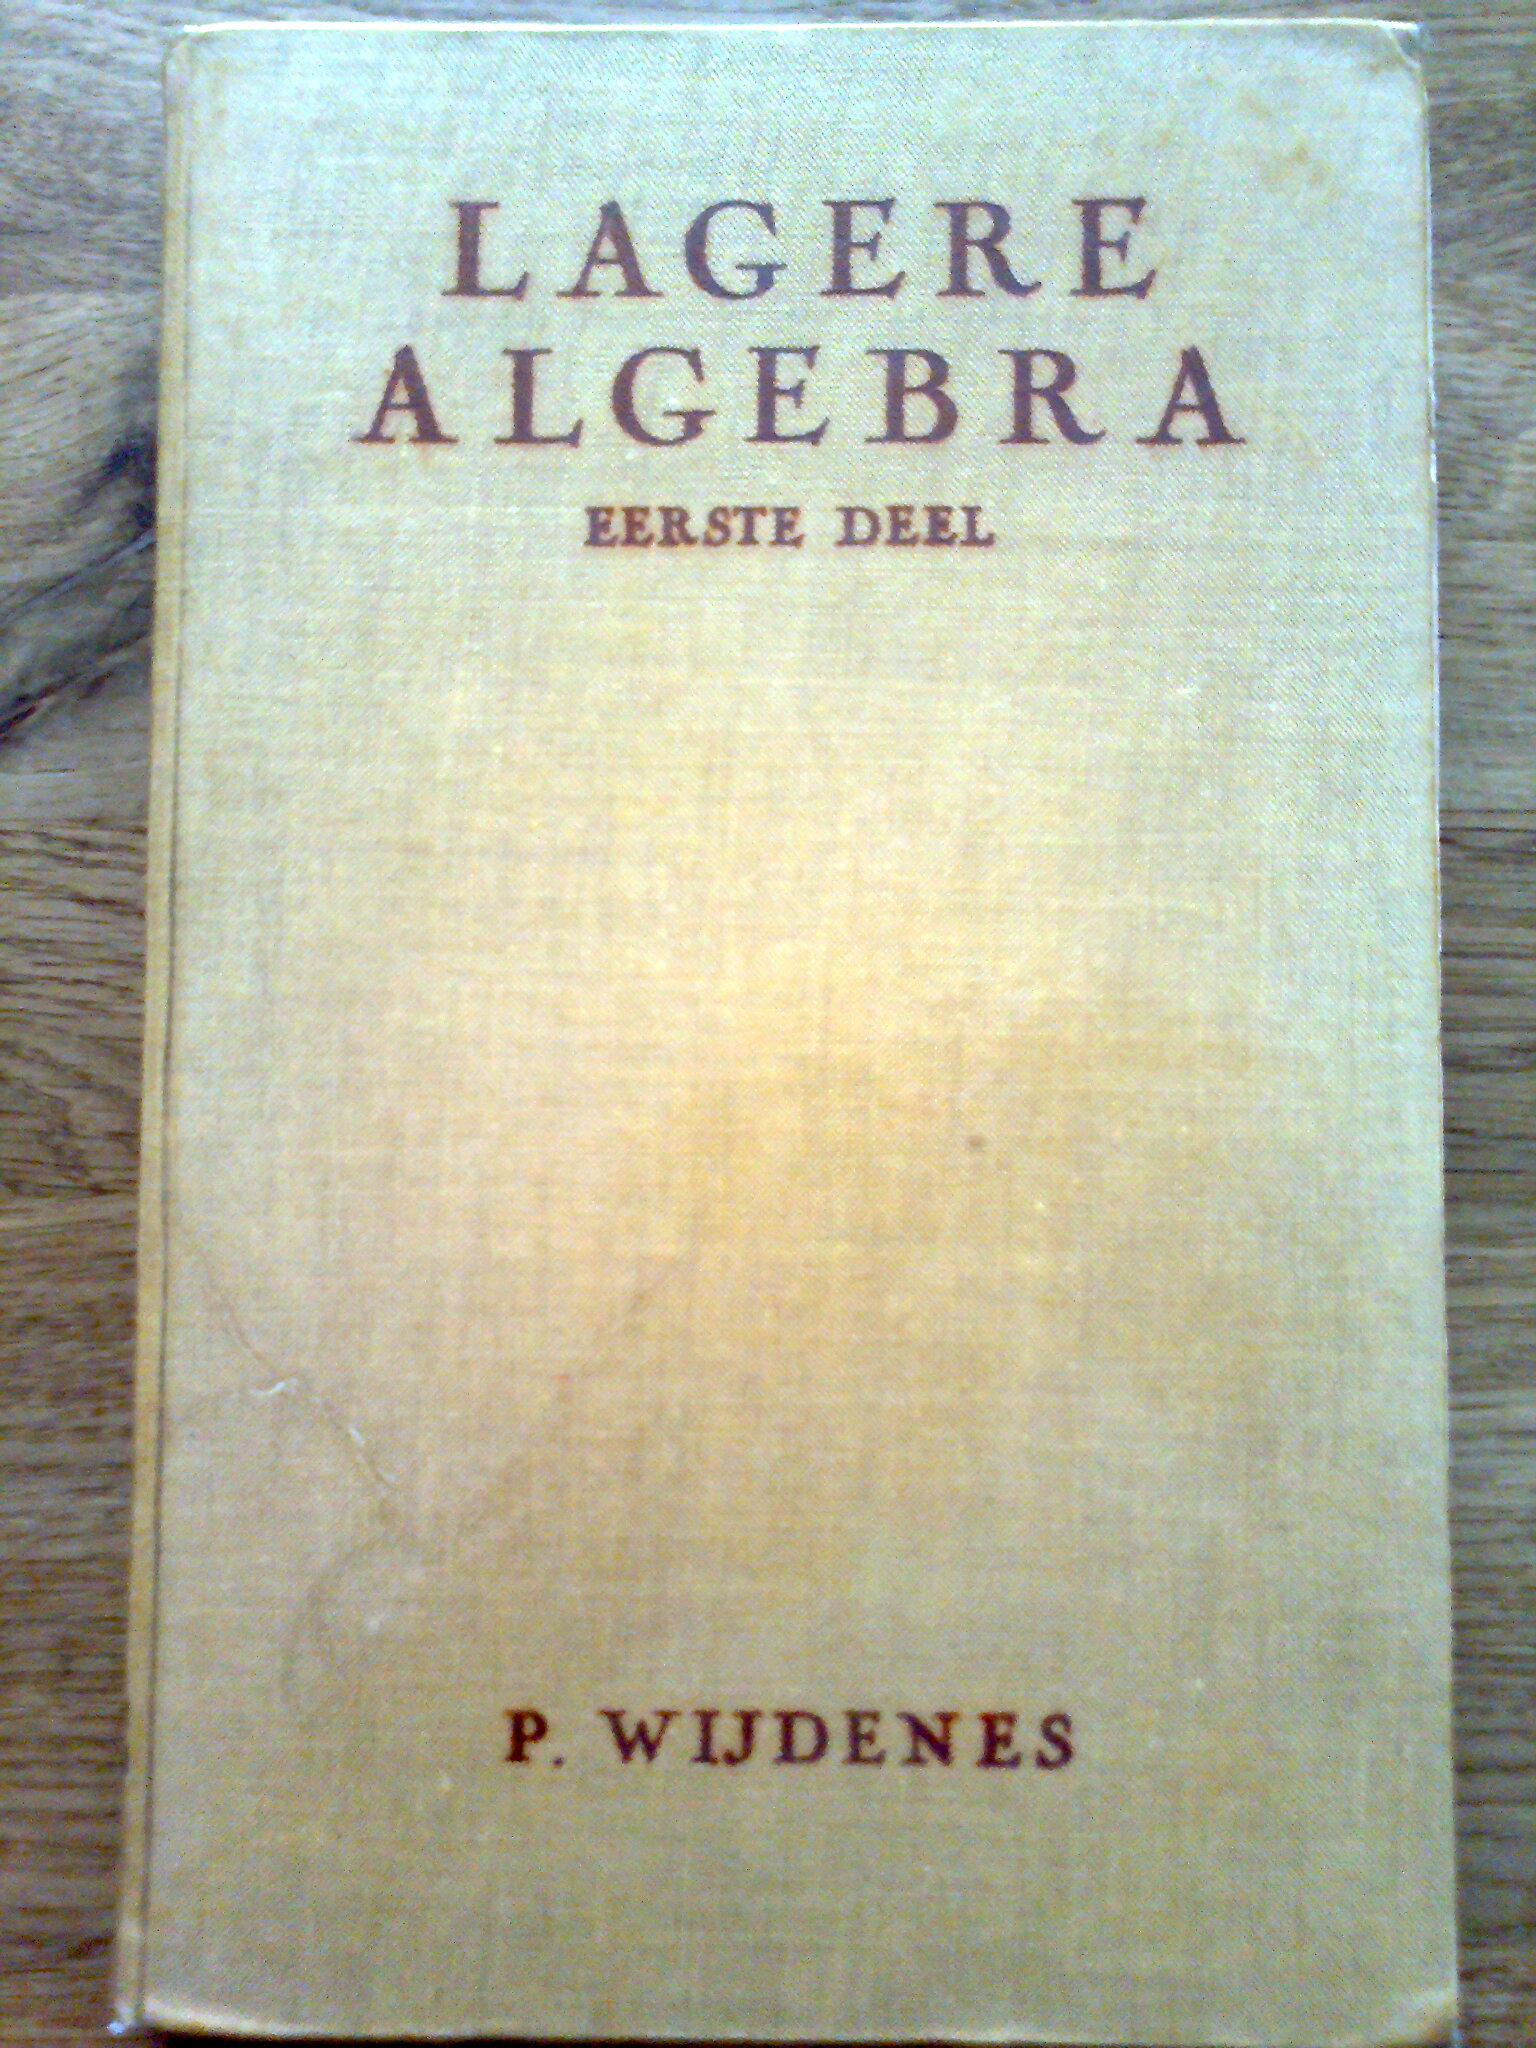 LAGERE
ALGEBRA
EERSTE DEEL
P. WIJDENES